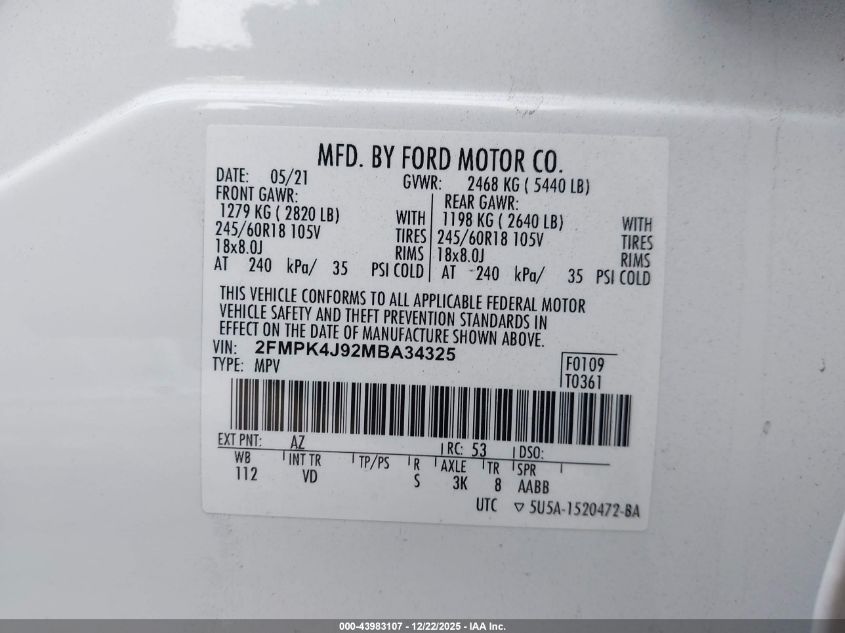 MFD. BY FORD MOTOR CO.
DATE: 05/21 GVWR: 2468 KG ( 5440 LB)
FRONT GAWR: REAR GAWR:
1279 KG ( 2820 LB) WITH 1198 KG ( 2640 LB) WITH
245/60R18 105V TIRES 245/60R18 105V TIRES
18x8.0J RIMS 18x8.0J RIMS
AT 240 kPa/ 35 PSI COLD AT 240 kPa/ 35 PSI COLD
THIS VEHICLE CONFORMS TO ALL APPLICABLE FEDERAL MOTOR
VEHICLE SAFETY AND THEFT PREVENTION STANDARDS IN
EFFECT ON THE DATE OF MANUFACTURE SHOWN ABOVE.
VIN: 2FMPK4J92MBA34325
TYPE: MPV
F0109
T0361
EXT PNT: AZ RC: 53 DSO:
WB INT TR TP/PS R AXLE TR SPR
112 VD S 3K 8 AABB
UTC ▽ 5U5A-1520472-BA
000-43983107 - 12/22/2025 - IAA Inc.